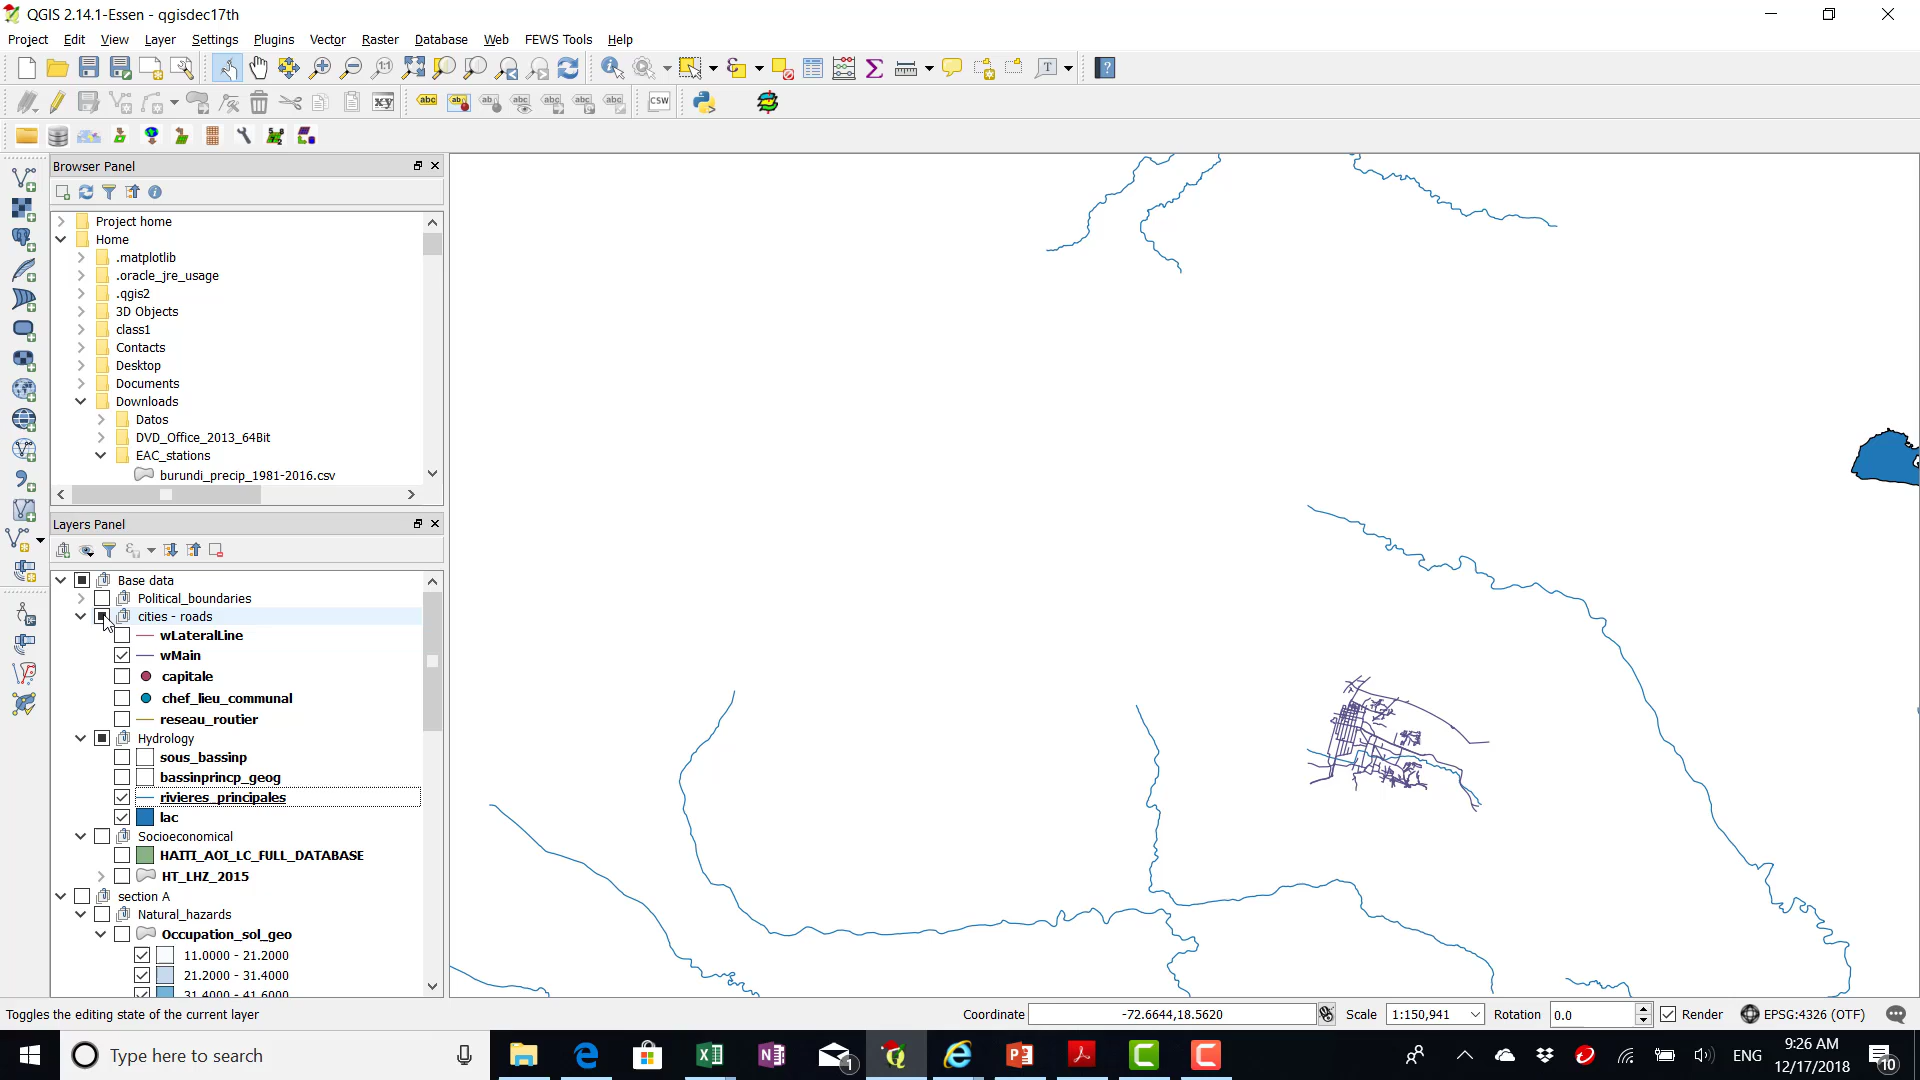 QGIS 2.14.1-Essen - qgisdec17th
Project Edit View Layer Settings Plugins Vector Raster Database Web FEWS Tools Help
Browser Panel
Project home
Home
.matplotlib
.oracle_jre_usage
.qgis2
3D Objects
class1
Contacts
Desktop
Documents
Downloads
Datos
DVD_Office_2013_64Bit
EAC_stations
burundi_precip_1981-2016.csv
Layers Panel
Base data
Political_boundaries
cities - roads
wLateralLine
wMain
capitale
chef_lieu_communal
reseau_routier
Hydrology
sous_bassinp
bassinprincp_geog
rivieres_principales
lac
Socioeconomical
HAITI_AOI_LC_FULL_DATABASE
HT_LHZ_2015
section A
Natural_hazards
Occupation_sol_geo
11.0000 - 21.2000
21.2000 - 31.4000
31.4000 - 41.6000
Toggles the editing state of the current layer Coordinate -72.6644,18.5620 Scale 1:150,941 Rotation 0.0 Render EPSG:4326 (OTF)
Type here to search ENG 9:26 AM
12/17/2018